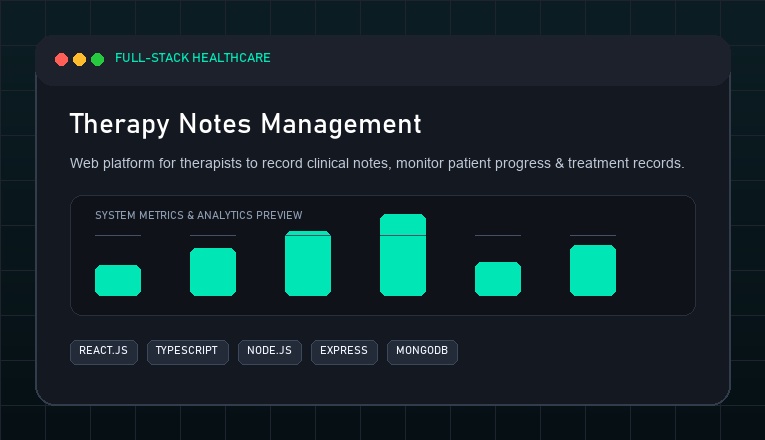 FULL-STACK HEALTHCARE
Therapy Notes Management
Web platform for therapists to record clinical notes, monitor patient progress & treatment records.
SYSTEM METRICS & ANALYTICS PREVIEW
REACT.JS TYPESCRIPT NODE.JS EXPRESS MONGODB